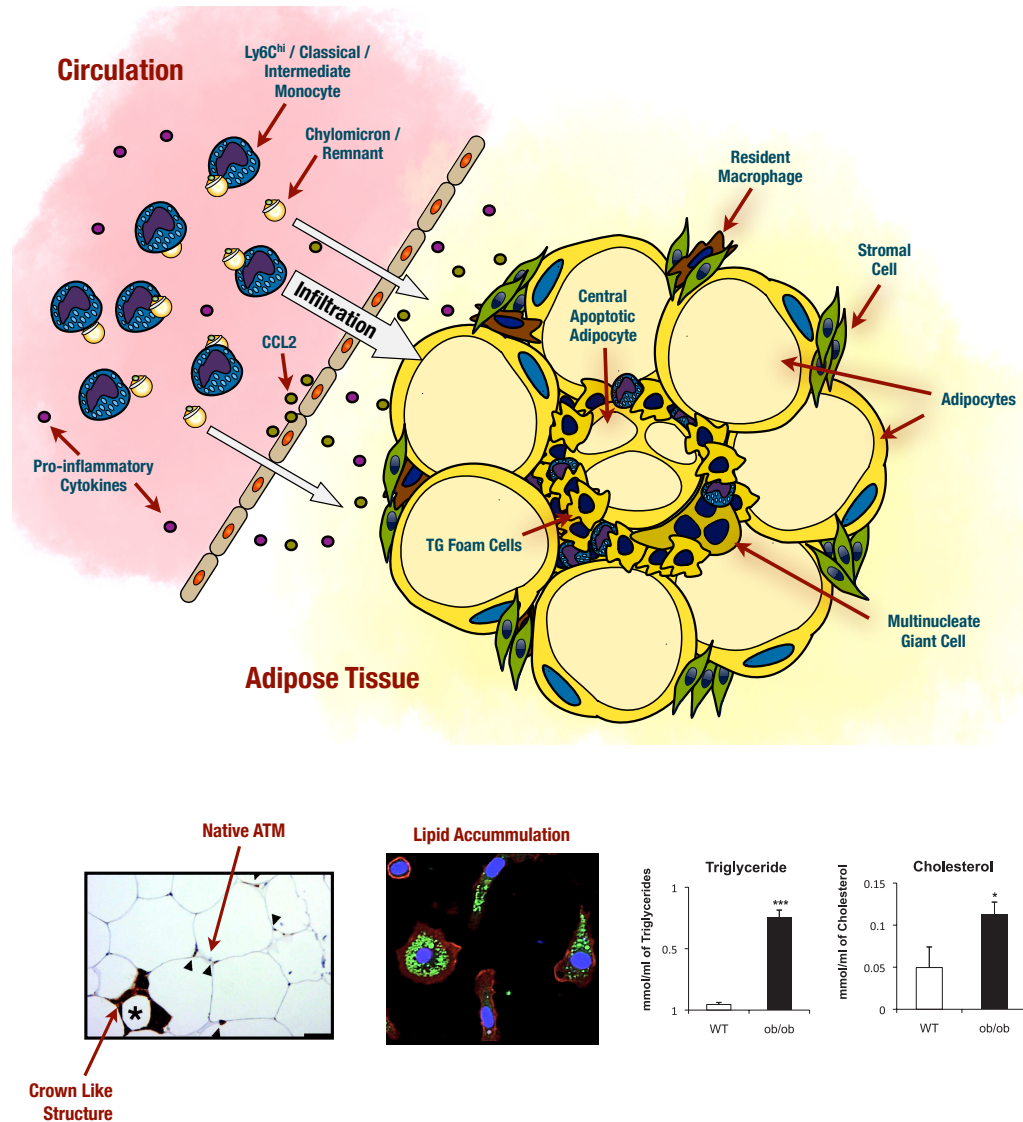 Circulation
Ly6Chi / Classical /
Intermediate
Monocyte
Chylomicron /
Remnant
Resident
Macrophage
Stromal
Cell
Central
Apoptotic
Adipocyte
Infiltration
CCL2
Adipocytes
Pro-inflammatory
Cytokines
TG Foam Cells
Multinucleate
Giant Cell
Adipose Tissue
Native ATM
Crown Like
Structure
*
Lipid Accummulation
Triglyceride
mmol/ml of Triglycerides
1
0.5
1
***
WT
ob/ob
Cholesterol
mmol/ml of Cholesterol
0.15
0.1
0.05
0
*
WT
ob/ob